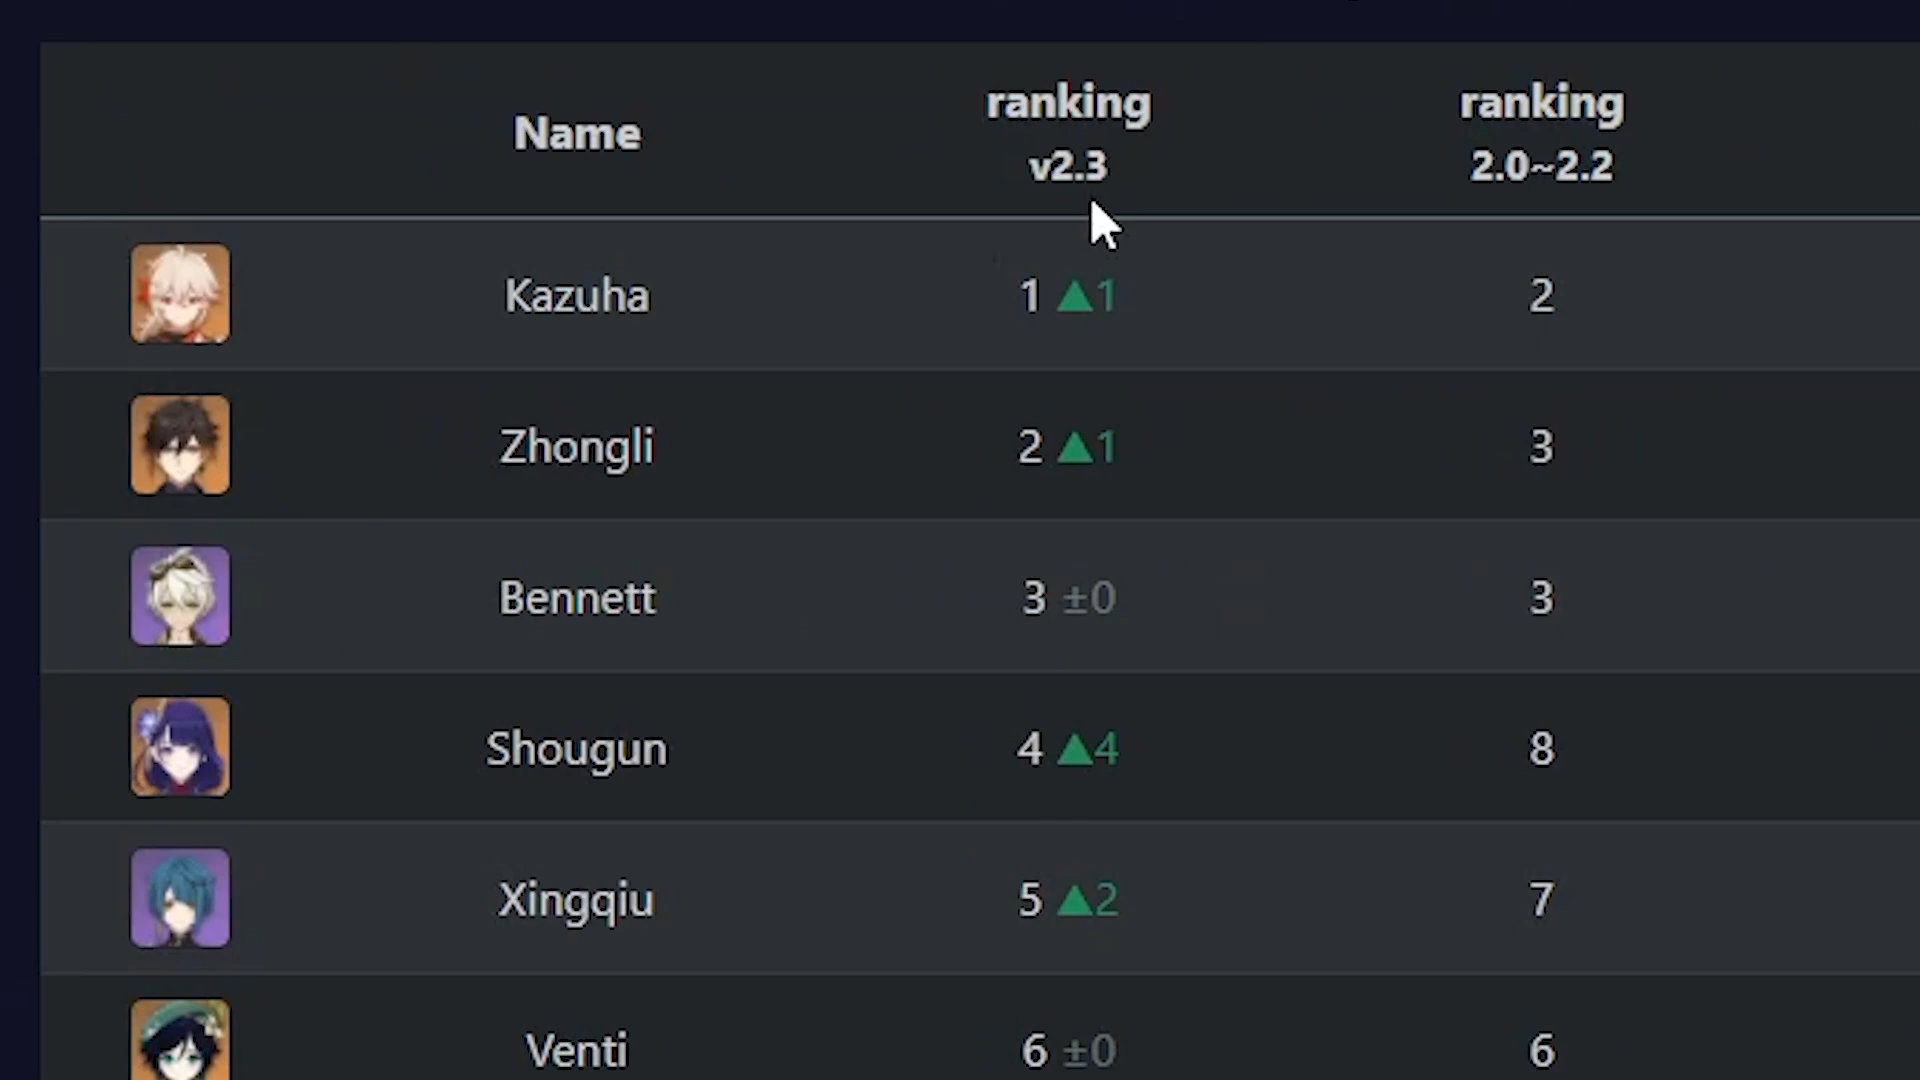 Name ranking v2.3 ranking 2.0~2.2
Kazuha 1 ▲1 2
Zhongli 2 ▲1 3
Bennett 3 ±0 3
Shougun 4 ▲4 8
Xingqiu 5 ▲2 7
Venti 6 ±0 6